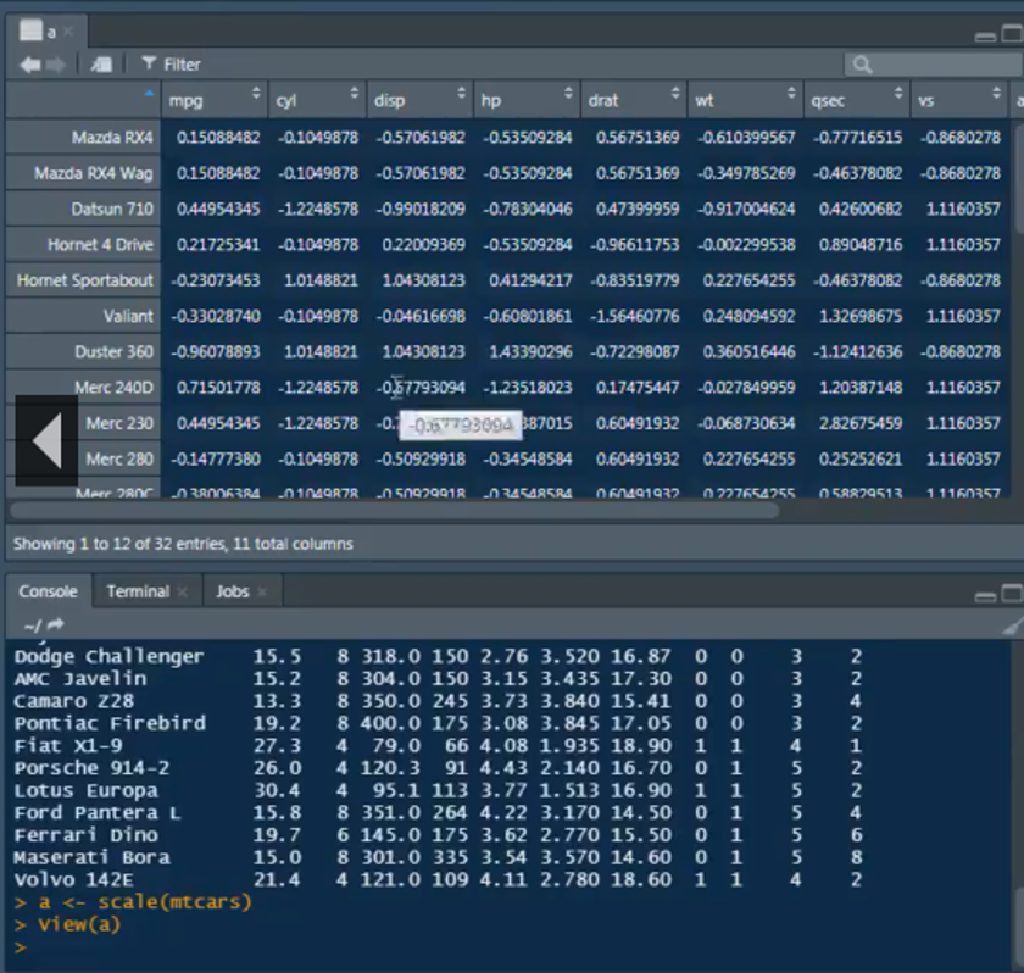 a
Filter
mpg cyl disp hp drat wt qsec vs a
Mazda RX4 0.15088482 -0.1049878 -0.57061982 -0.53509284 0.56751369 -0.610399567 -0.77716515 -0.8680278
Mazda RX4 Wag 0.15088482 -0.1049878 -0.57061982 -0.53509284 0.56751369 -0.349785269 -0.46378082 -0.8680278
Datsun 710 0.44954345 -1.2248578 -0.99018209 -0.78304046 0.47399959 -0.917004624 0.42600682 1.1160357
Hornet 4 Drive 0.21725341 -0.1049878 0.22009369 -0.53509284 -0.96611753 -0.002299538 0.89048716 1.1160357
Hornet Sportabout -0.23073453 1.0148821 1.04308123 0.41294217 -0.83519779 0.227654255 -0.46378082 -0.8680278
Valiant -0.33028740 -0.1049878 -0.04616698 -0.60801861 -1.56460776 0.248094592 1.32698675 1.1160357
Duster 360 -0.96078893 1.0148821 1.04308123 1.43390296 -0.72298087 0.360516446 -1.12412636 -0.8680278
Merc 240D 0.71501778 -1.2248578 -0.67793094 -1.23518023 0.17475447 -0.027849959 1.20387148 1.1160357
Merc 230 0.44954345 -1.2248578 -0.67793094 387015 0.60491932 -0.068730634 2.82675459 1.1160357
Merc 280 -0.14777380 -0.1049878 -0.50929918 -0.34548584 0.60491932 0.227654255 0.25252621 1.1160357
Merc 280C -0.38006384 -0.1049878 -0.50929918 -0.34548584 0.60491932 0.227654255 0.58829513 1.1160357
Showing 1 to 12 of 32 entries, 11 total columns
Console Terminal Jobs
~/
Dodge Challenger 15.5 8 318.0 150 2.76 3.520 16.87 0 0 3 2
AMC Javelin 15.2 8 304.0 150 3.15 3.435 17.30 0 0 3 2
Camaro Z28 13.3 8 350.0 245 3.73 3.840 15.41 0 0 3 4
Pontiac Firebird 19.2 8 400.0 175 3.08 3.845 17.05 0 0 3 2
Fiat X1-9 27.3 4 79.0 66 4.08 1.935 18.90 1 1 4 1
Porsche 914-2 26.0 4 120.3 91 4.43 2.140 16.70 0 1 5 2
Lotus Europa 30.4 4 95.1 113 3.77 1.513 16.90 1 1 5 2
Ford Pantera L 15.8 8 351.0 264 4.22 3.170 14.50 0 1 5 4
Ferrari Dino 19.7 6 145.0 175 3.62 2.770 15.50 0 1 5 6
Maserati Bora 15.0 8 301.0 335 3.54 3.570 14.60 0 1 5 8
Volvo 142E 21.4 4 121.0 109 4.11 2.780 18.60 1 1 4 2
> a <- scale(mtcars)
> View(a)
>